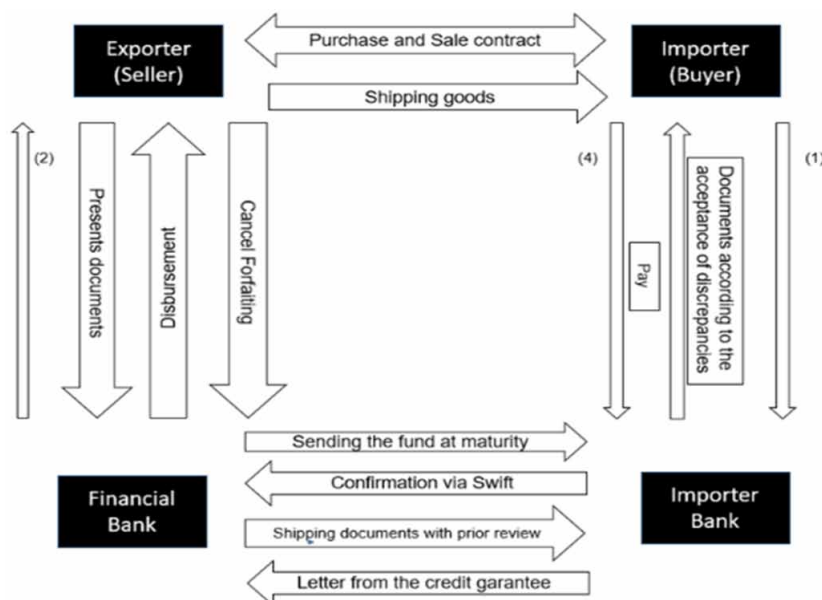 Exporter
(Seller)
Purchase and Sale contract
Importer
(Buyer)
Shipping goods
(2)
Presents documents
Disbursement
Cancel Forfaiting
(4)
Pay
Documents according to the
acceptance of discrepancies
(1)
Sending the fund at maturity
Confirmation via Swift
Shipping documents with prior review
Letter from the credit garantee
Financial
Bank
Importer
Bank